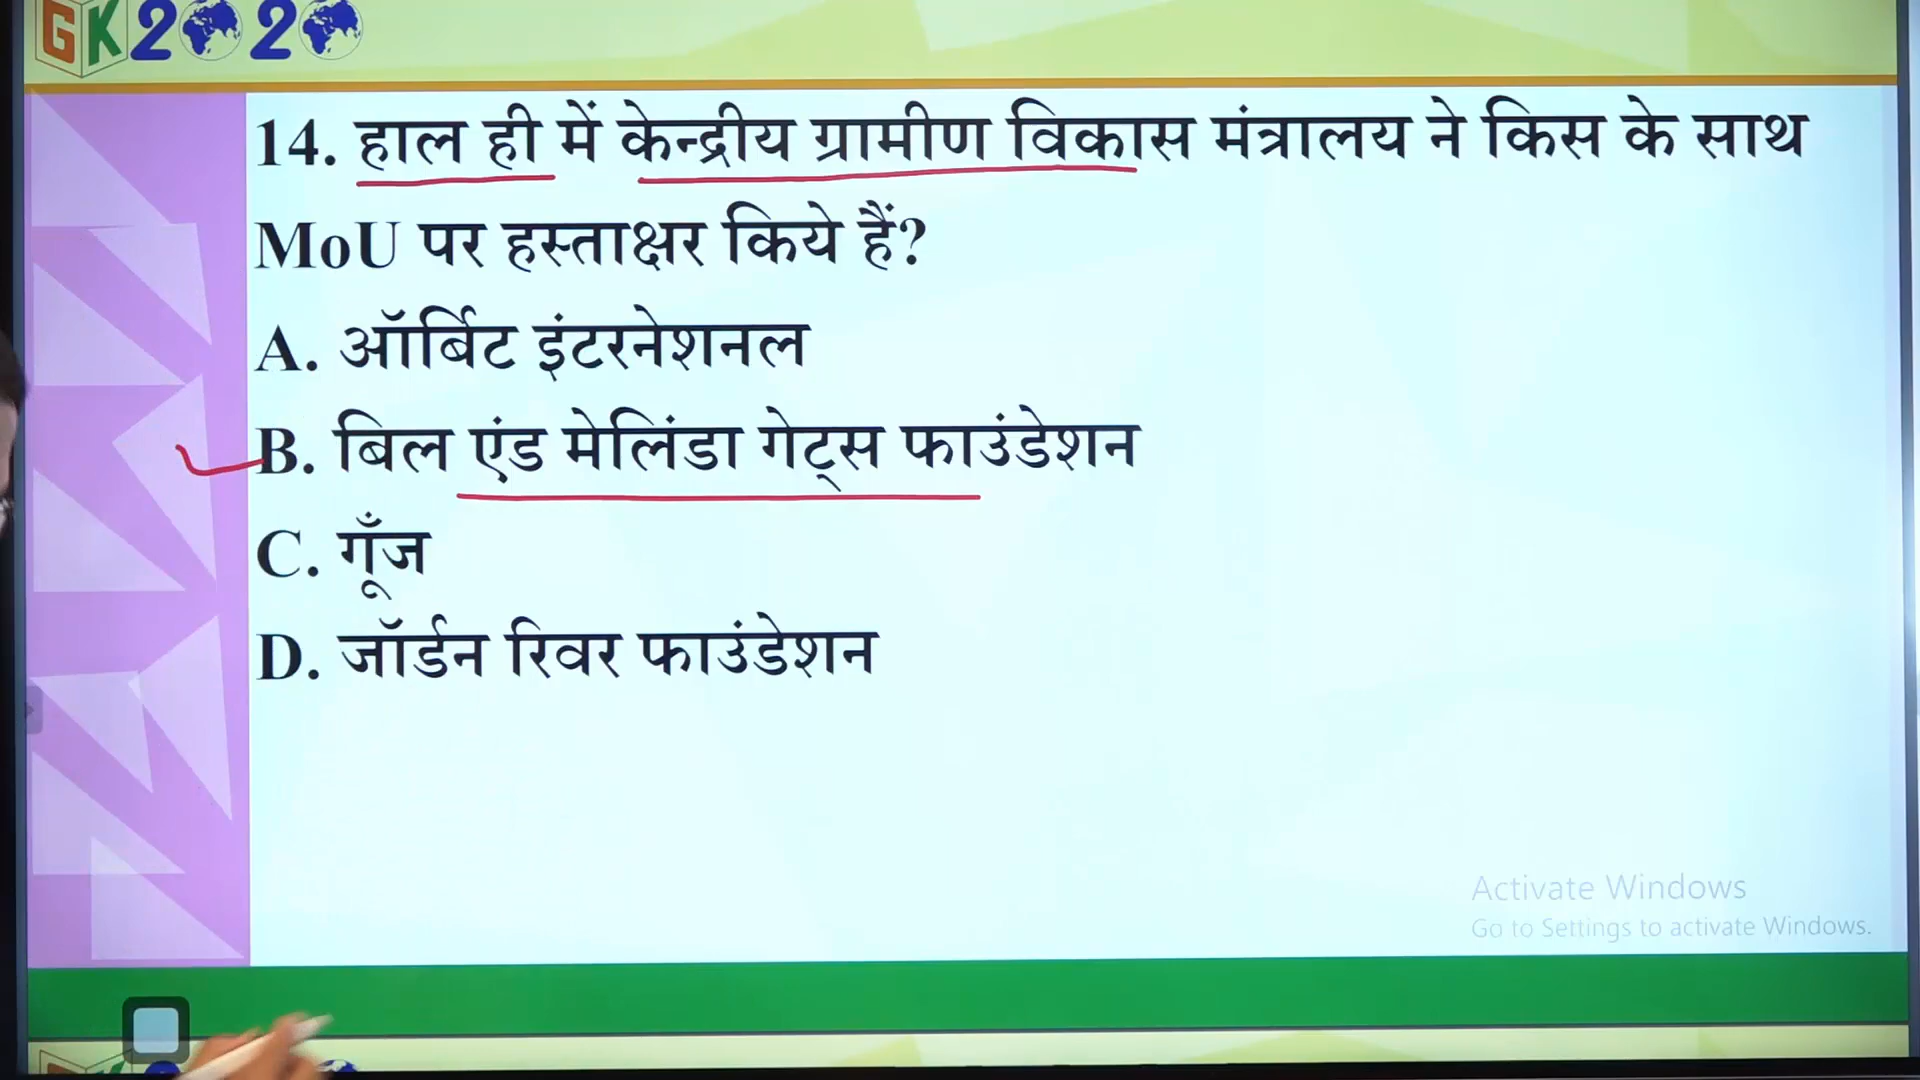 GK2020
14. हाल ही में केन्द्रीय ग्रामीण विकास मंत्रालय ने किस के साथ
MoU पर हस्ताक्षर किये हैं?
A. ऑर्बिट इंटरनेशनल
B. बिल एंड मेलिंडा गेट्स फाउंडेशन
C. गूँज
D. जॉर्डन रिवर फाउंडेशन
Activate Windows
Go to Settings to activate Windows.